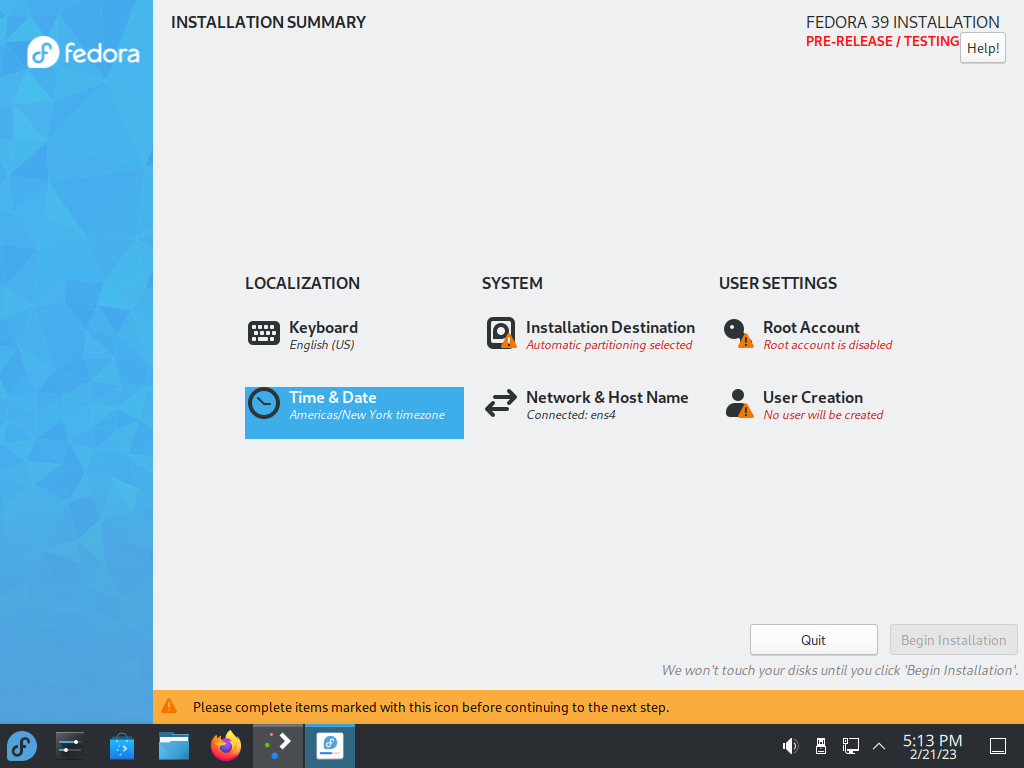 fedora
INSTALLATION SUMMARY
FEDORA 39 INSTALLATION
PRE-RELEASE / TESTING
Help!
LOCALIZATION
Keyboard
English (US)
Time & Date
Americas/New York timezone
SYSTEM
Installation Destination
Automatic partitioning selected
Network & Host Name
Connected: ens4
USER SETTINGS
Root Account
Root account is disabled
User Creation
No user will be created
Quit
Begin Installation
We won't touch your disks until you click 'Begin Installation'.
Please complete items marked with this icon before continuing to the next step.
5:13 PM
2/21/23